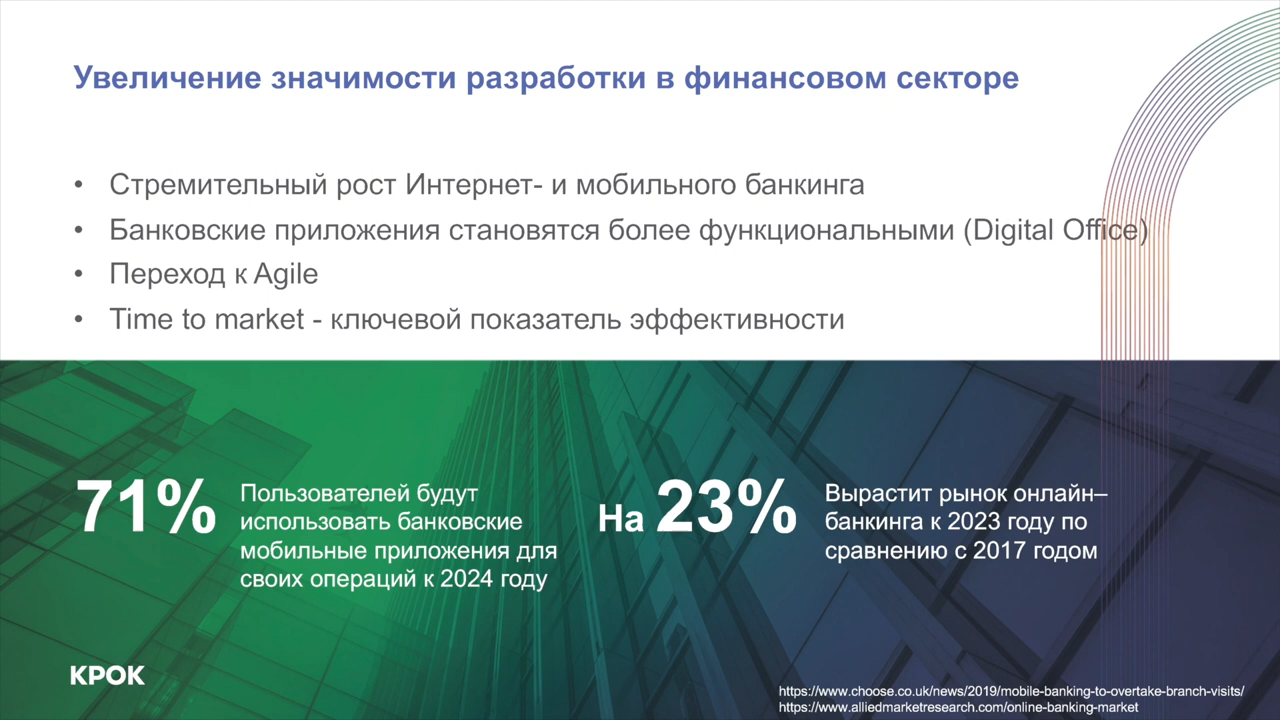 Увеличение значимости разработки в финансовом секторе
• Стремительный рост Интернет- и мобильного банкинга
• Банковские приложения становятся более функциональными (Digital Office)
• Переход к Agile
• Time to market - ключевой показатель эффективности
71%
Пользователей будут
использовать банковские
мобильные приложения для
своих операций к 2024 году
На 23%
Вырастит рынок онлайн–
банкинга к 2023 году по
сравнению с 2017 годом
КРОК
https://www.choose.co.uk/news/2019/mobile-banking-to-overtake-branch-visits/
https://www.alliedmarketresearch.com/online-banking-market